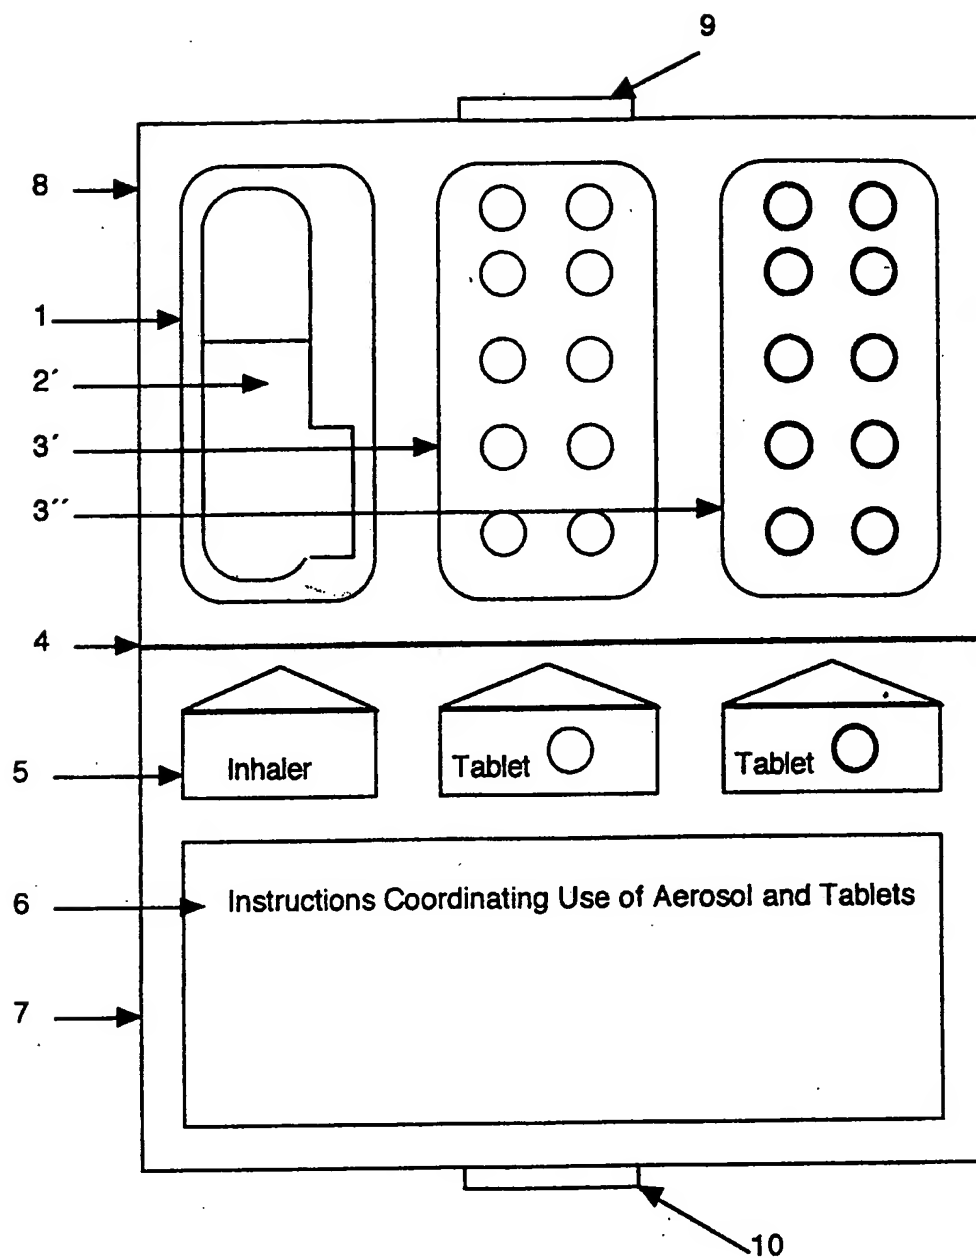 9
8
1
2′
3′
3′′
4
5
Inhaler
Tablet
Tablet
6
Instructions Coordinating Use of Aerosol and Tablets
7
10